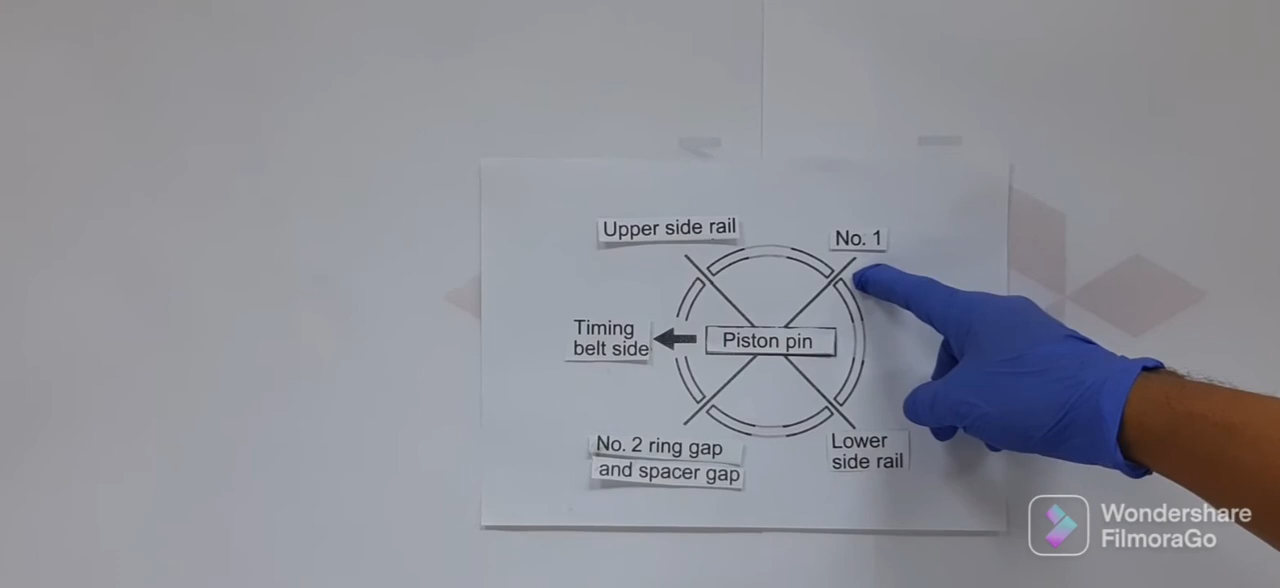 Upper side rail
No. 1
Timing
belt side
Piston pin
No. 2 ring gap
and spacer gap
Lower
side rail
Wondershare
FilmoraGo